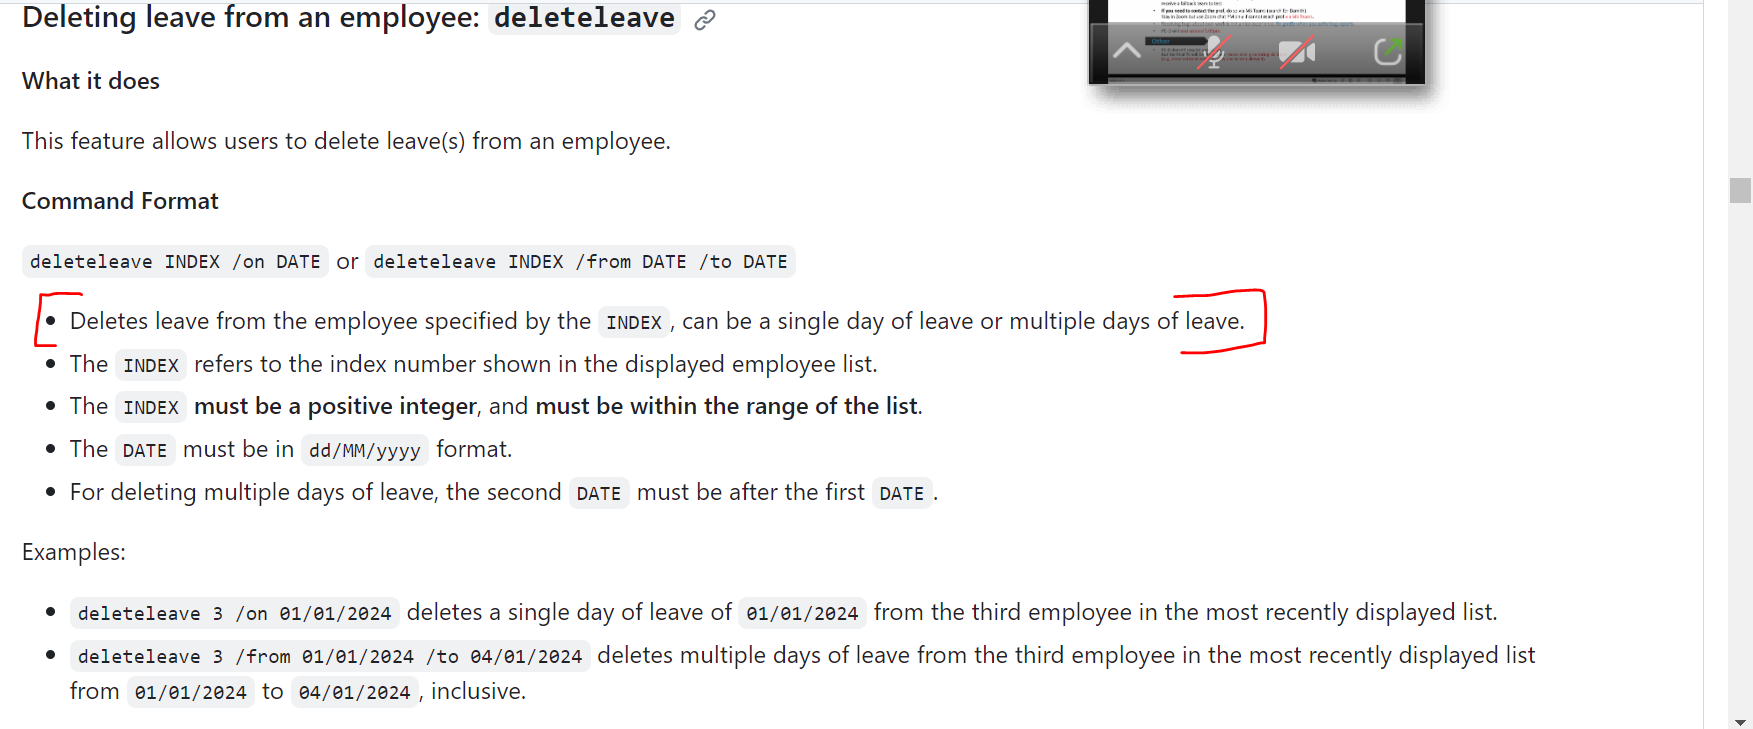 Deleting leave from an employee: deleteleave
What it does
This feature allows users to delete leave(s) from an employee.
Command Format
deleteleave INDEX /on DATE or deleteleave INDEX /from DATE /to DATE
Deletes leave from the employee specified by the INDEX, can be a single day of leave or multiple days of leave.
The INDEX refers to the index number shown in the displayed employee list.
The INDEX must be a positive integer, and must be within the range of the list.
The DATE must be in dd/MM/yyyy format.
For deleting multiple days of leave, the second DATE must be after the first DATE.
Examples:
deleteleave 3 /on 01/01/2024 deletes a single day of leave of 01/01/2024 from the third employee in the most recently displayed list.
deleteleave 3 /from 01/01/2024 /to 04/01/2024 deletes multiple days of leave from the third employee in the most recently displayed list
from 01/01/2024 to 04/01/2024, inclusive.